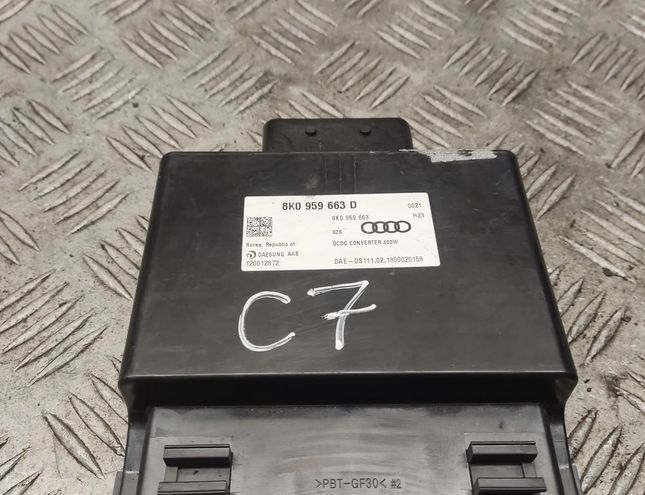 8K0 959 663 D 0021
8K0 959 663 H23
026
DCDC CONVERTER 400W
Korea, Republic of
DAESUNG AAB
120012872
DAE-DS111.02.1300020158
C7
>PBT-GF30< #2